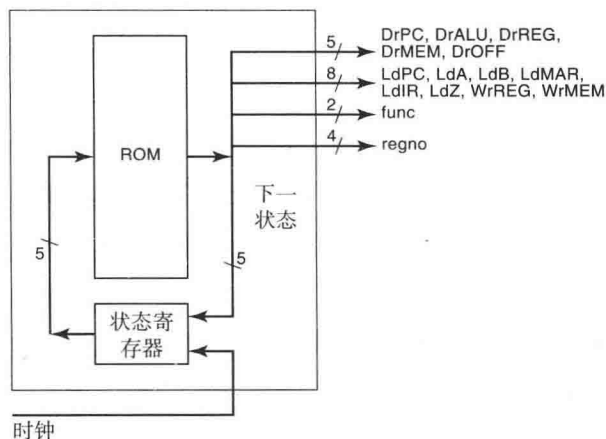 5
DrPC, DrALU, DrREG,
DrMEM, DrOFF
8
LdPC, LdA, LdB, LdMAR,
LdIR, LdZ, WrREG, WrMEM
2
func
4
regno
ROM
下一
状态
5
5
状态寄
存器
时钟